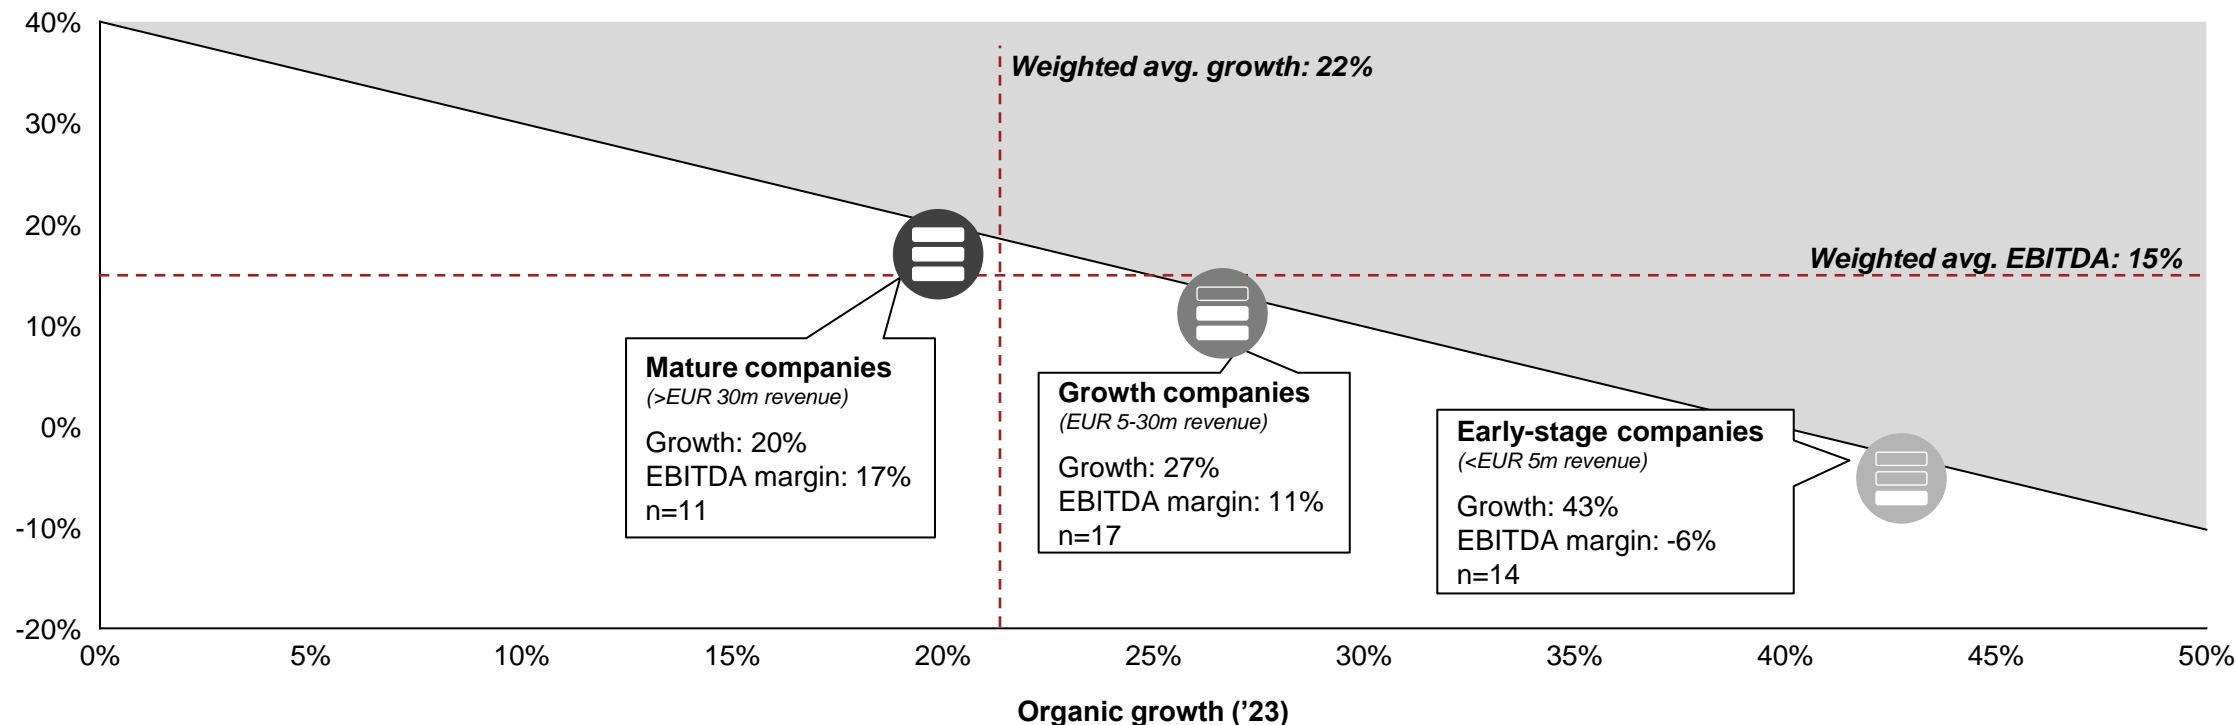 40%
30%
20%
10%
0%
-10%
-20%
Weighted avg. growth: 22%
Weighted avg. EBITDA: 15%
Mature companies
(>EUR 30m revenue)
Growth: 20%
EBITDA margin: 17%
n=11
Growth companies
(EUR 5-30m revenue)
Growth: 27%
EBITDA margin: 11%
n=17
Early-stage companies
(<EUR 5m revenue)
Growth: 43%
EBITDA margin: -6%
n=14
0% 5% 10% 15% 20% 25% 30% 35% 40% 45% 50%
Organic growth (’23)